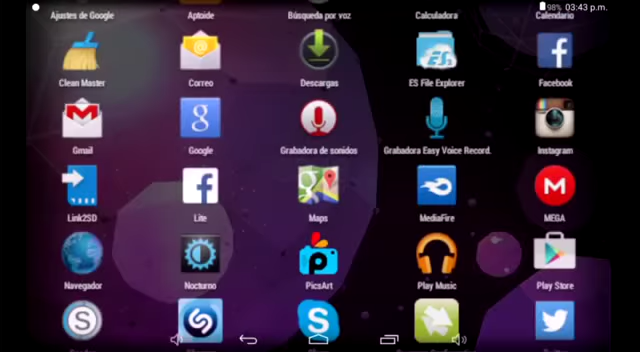 98% 03:43 p.m.
Ajustes de Google Aptoide Búsqueda por voz Calculadora Calendario
Clean Master Correo Descargas ES File Explorer Facebook
Gmail Google Grabadora de sonidos Grabadora Easy Voice Record. Instagram
Link2SD Lite Maps MediaFire MEGA
Navegador Nocturno PicsArt Play Music Play Store